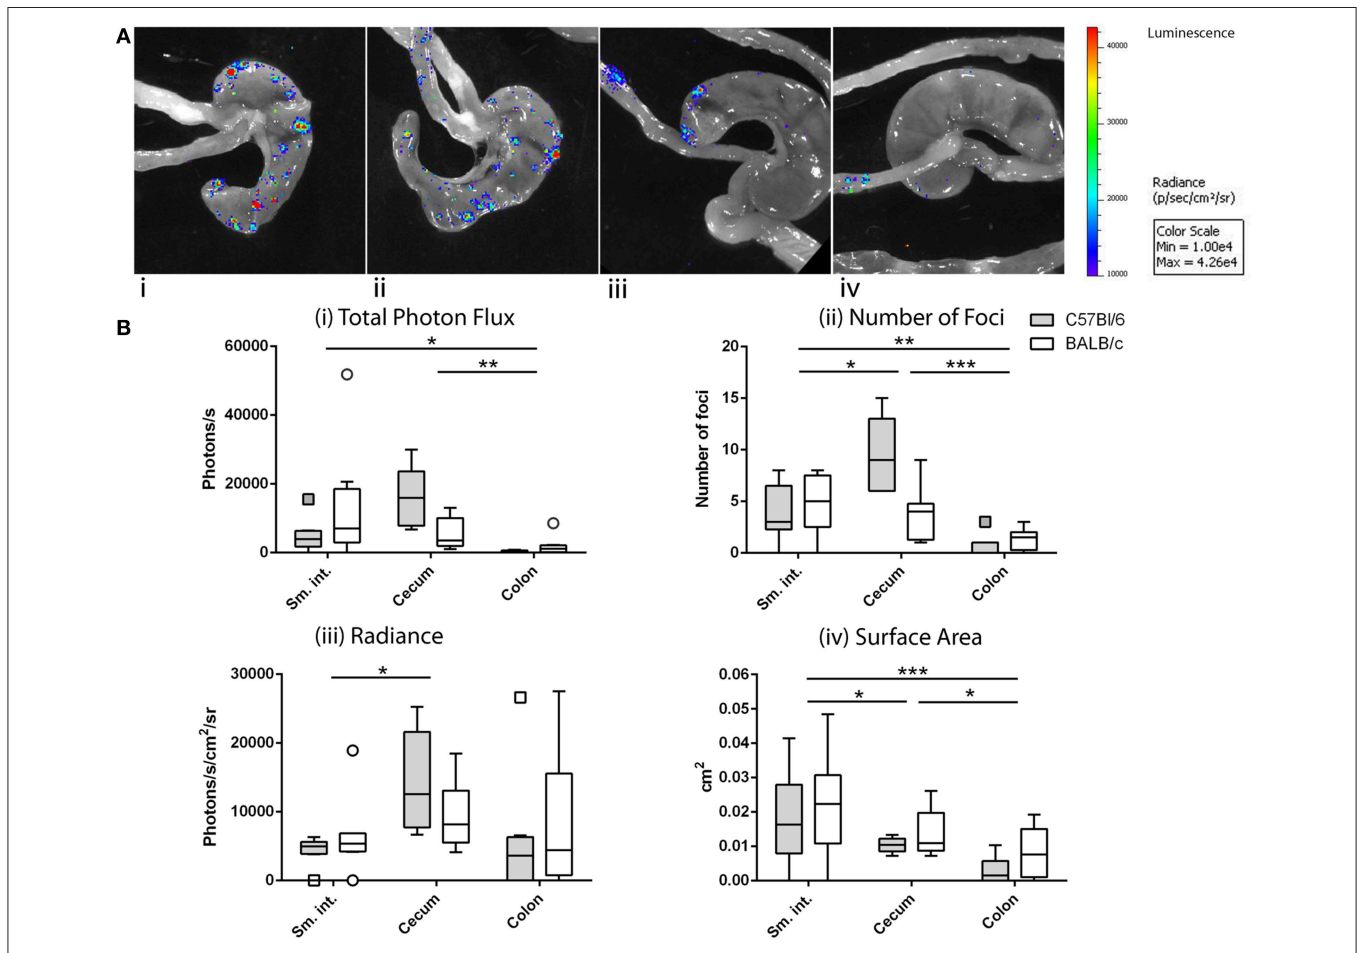 A
Luminescence
40000
30000
20000
10000
Radiance
(p/sec/cm²/sr)
Color Scale
Min = 1.00e4
Max = 4.26e4
i
ii
iii
iv
B
(i) Total Photon Flux
60000
40000
20000
0
Photons/s
*
**
Sm. int.
Cecum
Colon
(ii) Number of Foci
C57Bl/6
BALB/c
20
15
10
5
0
Number of foci
**
*
***
Sm. int.
Cecum
Colon
(iii) Radiance
30000
20000
10000
0
Photons/s/cm²/sr
*
Sm. int.
Cecum
Colon
(iv) Surface Area
0.06
0.05
0.04
0.03
0.02
0.01
0.00
cm²
***
*
*
Sm. int.
Cecum
Colon